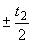 ± t₂/2